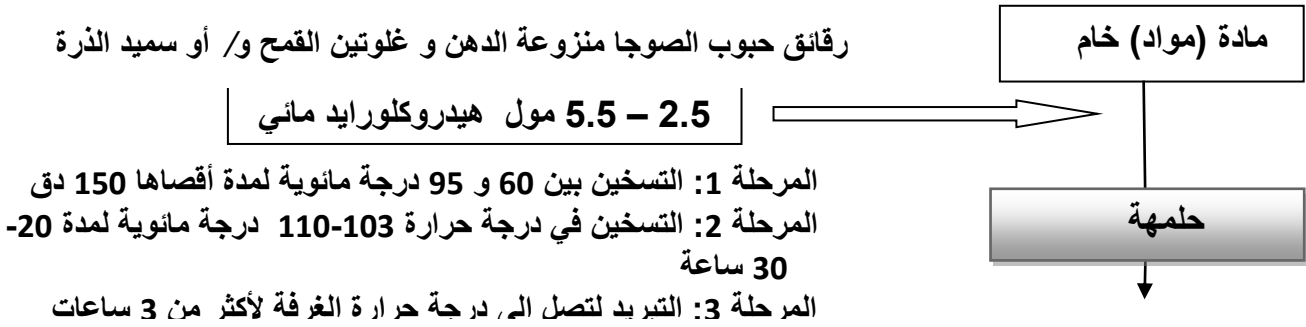 مادة (مواد) خام
رقائق حبوب الصوجا منزوعة الدهن و غلوتين القمح و/ أو سميد الذرة
2.5 – 5.5 مول هيدروكلورايد مائي
حلمهة
المرحلة 1: التسخين بين 60 و 95 درجة مائوية لمدة أقصاها 150 دق
المرحلة 2: التسخين في درجة حرارة 103-110 درجة مائوية لمدة 20-
30 ساعة
المرحلة 3: التبريد لتصل الى درجة حرارة الغرفة لأكثر من 3 ساعات